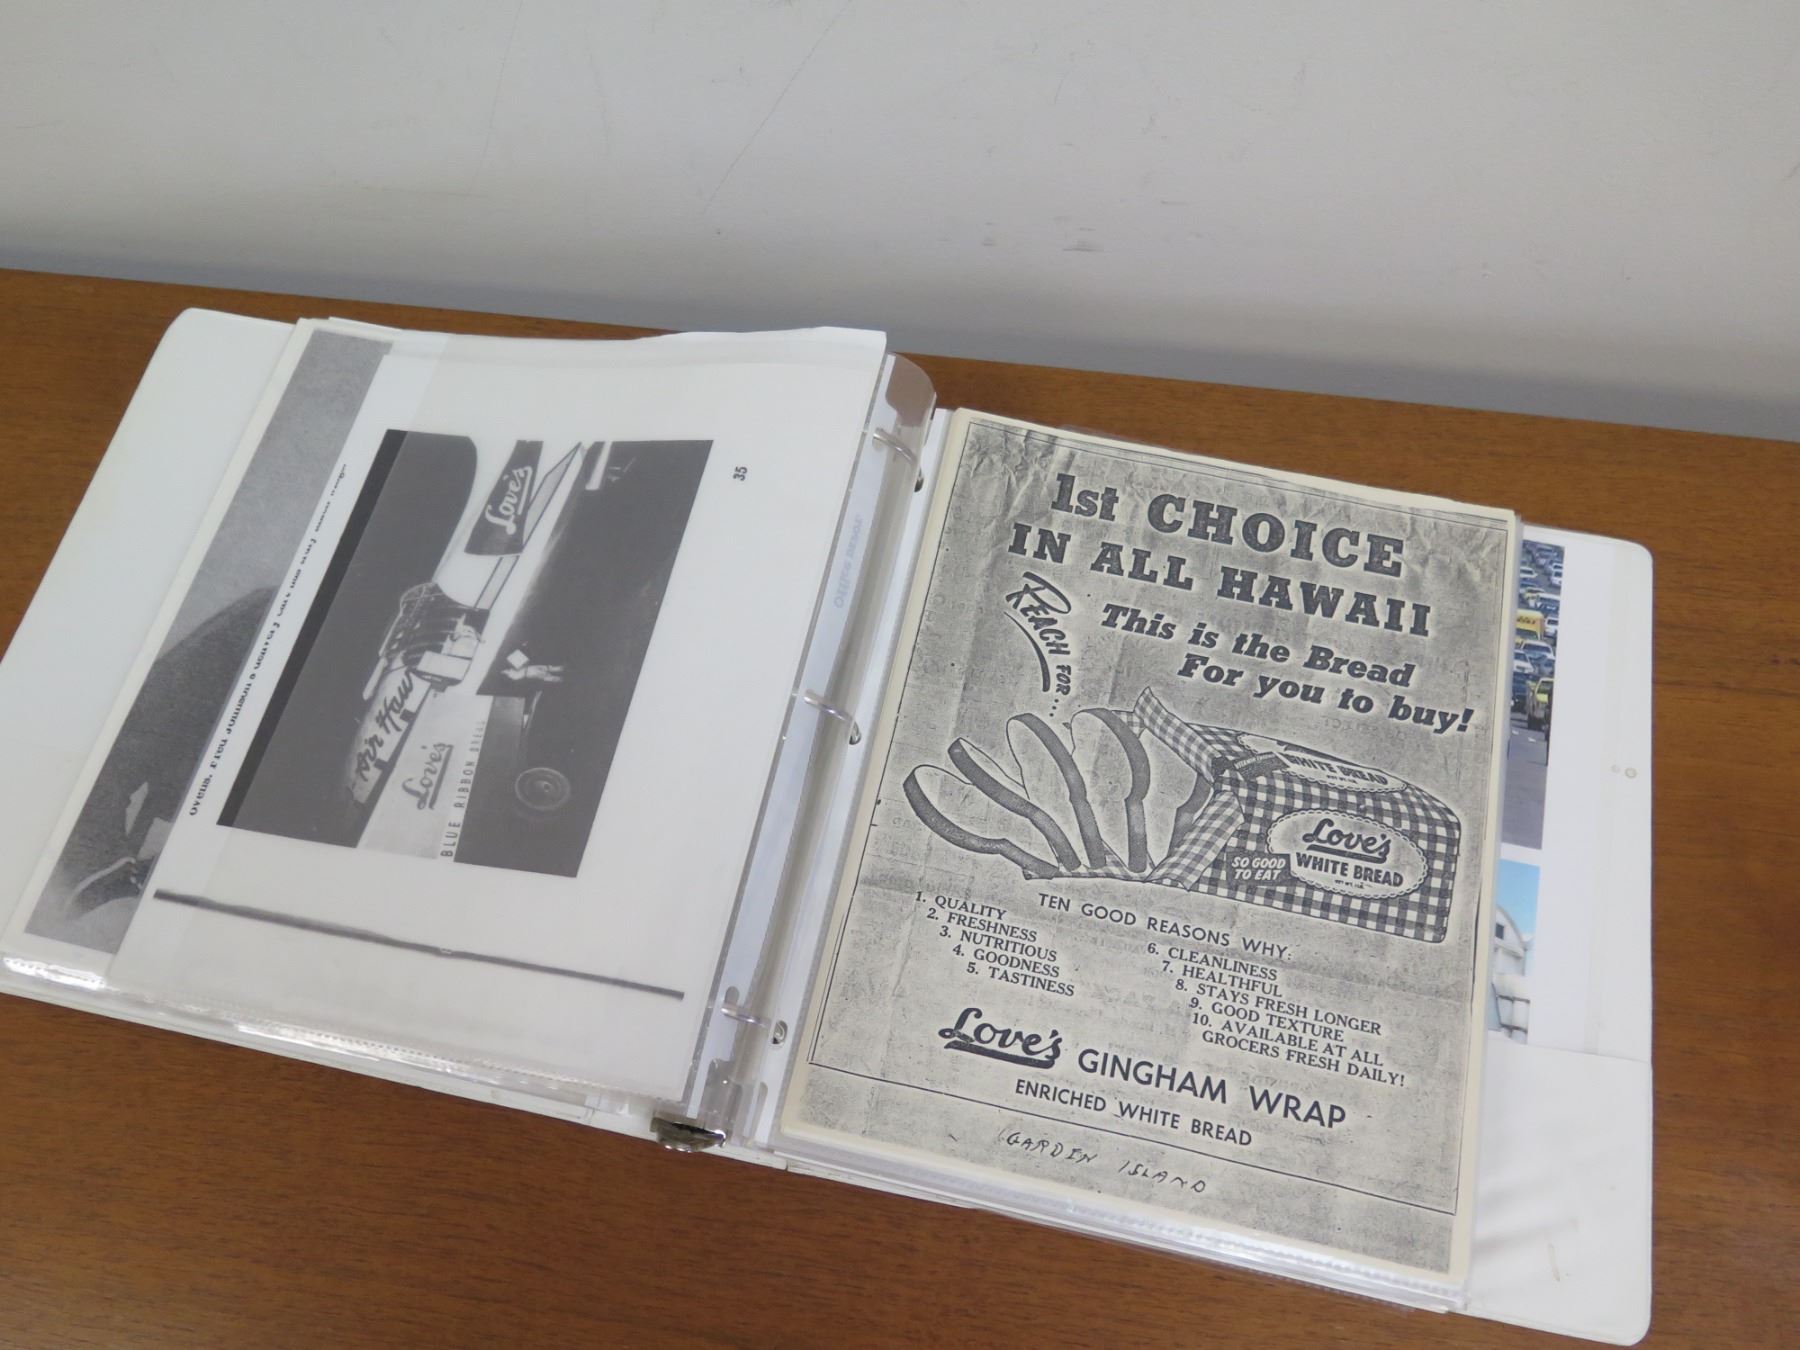 35
Love's
Love's
BLUE RIBBON BREAD
1st CHOICE
IN ALL HAWAII
REACH FOR...
This is the Bread
For you to buy!
WHITE BREAD
Love's
WHITE BREAD
SO GOOD
TO EAT
TEN GOOD REASONS WHY:
1. QUALITY
2. FRESHNESS
3. NUTRITIOUS
4. GOODNESS
5. TASTINESS
6. CLEANLINESS
7. HEALTHFUL
8. STAYS FRESH LONGER
9. GOOD TEXTURE
10. AVAILABLE AT ALL
GROCERS FRESH DAILY!
Love's GINGHAM WRAP
ENRICHED WHITE BREAD
GARDEN ISLAND